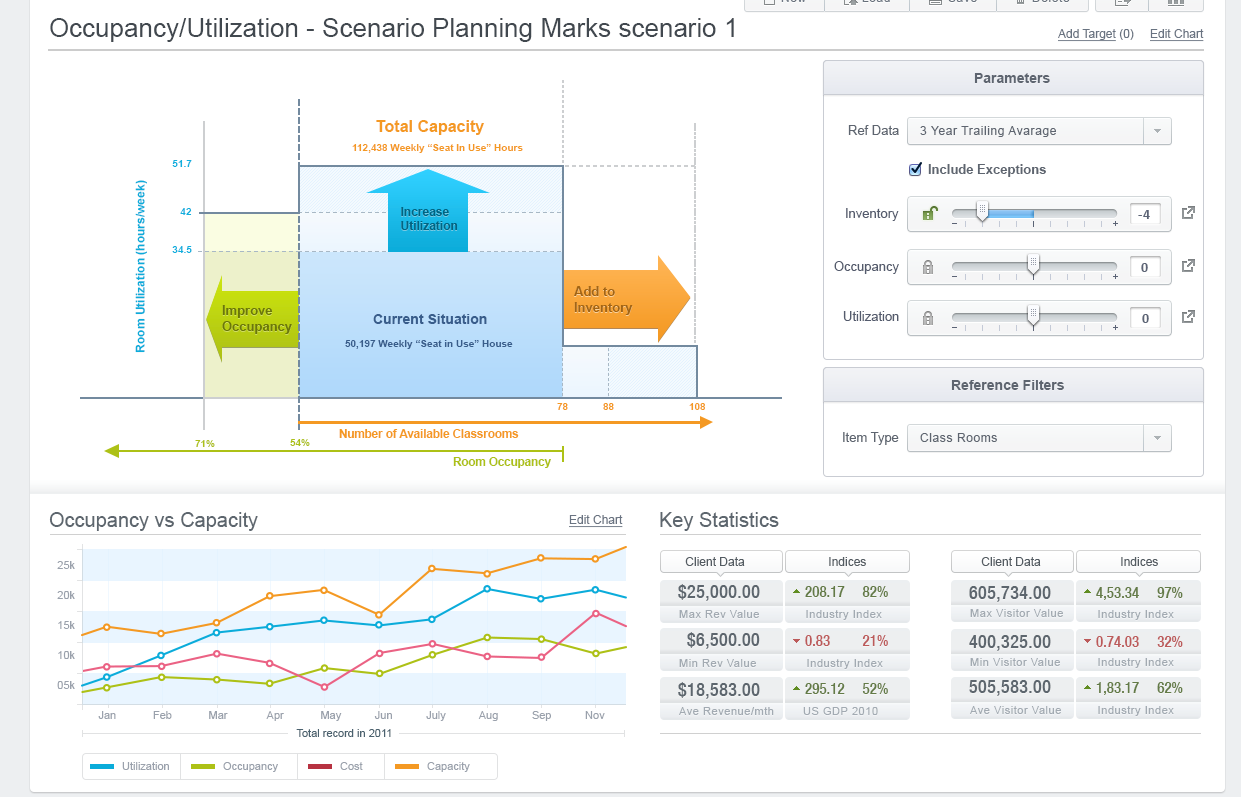 New Load Save Delete
Occupancy/Utilization - Scenario Planning Marks scenario 1
Add Target (0) Edit Chart
Total Capacity
112,438 Weekly “Seat In Use” Hours
51.7
42
34.5
Room Utilization (hours/week)
Increase
Utilization
Improve
Occupancy
Current Situation
50,197 Weekly “Seat in Use” House
Add to
Inventory
78 88 108
Number of Available Classrooms
71% 54%
Room Occupancy
Parameters
Ref Data 3 Year Trailing Avarage
Include Exceptions
Inventory - + -4
Occupancy - + 0
Utilization - + 0
Reference Filters
Item Type Class Rooms
Occupancy vs Capacity Edit Chart
25k
20k
15k
10k
05k
Jan Feb Mar Apr May Jun July Aug Sep Nov
Total record in 2011
Utilization Occupancy Cost Capacity
Key Statistics
Client Data Indices
$25,000.00 208.17 82%
Max Rev Value Industry Index
$6,500.00 0.83 21%
Min Rev Value Industry Index
$18,583.00 295.12 52%
Ave Revenue/mth US GDP 2010
Client Data Indices
605,734.00 4,53.34 97%
Max Visitor Value Industry Index
400,325.00 0.74.03 32%
Min Visitor Value Industry Index
505,583.00 1,83.17 62%
Ave Visitor Value Industry Index